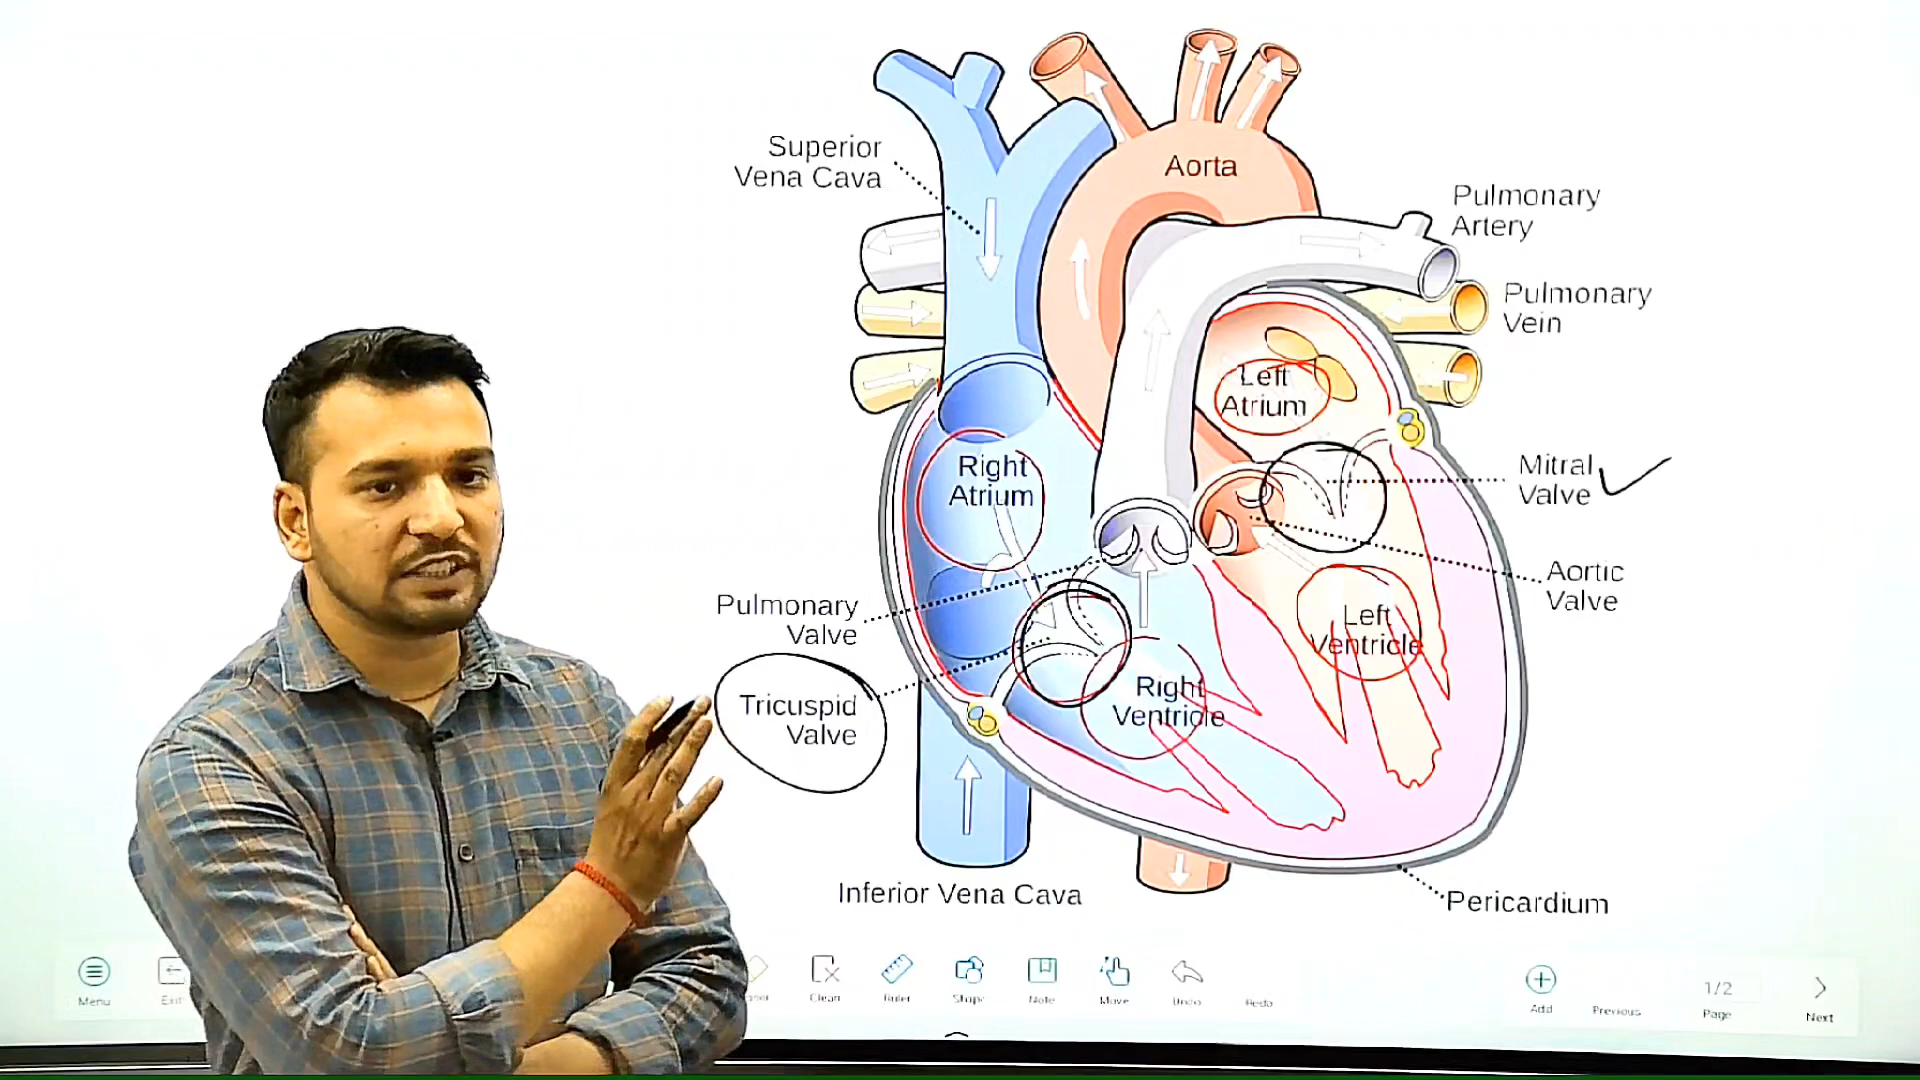 Aorta
Superior
Vena Cava
Pulmonary
Artery
Pulmonary
Vein
Left
Atrium
Right
Atrium
Mitral
Valve
Aortic
Valve
Pulmonary
Valve
Left
Ventricle
Right
Ventricle
Tricuspid
Valve
Inferior Vena Cava
Pericardium
Menu
Exit
Clean
Ruler
Shape
Note
Move
Undo
Redo
Add
Previous
1/2
Page
Next